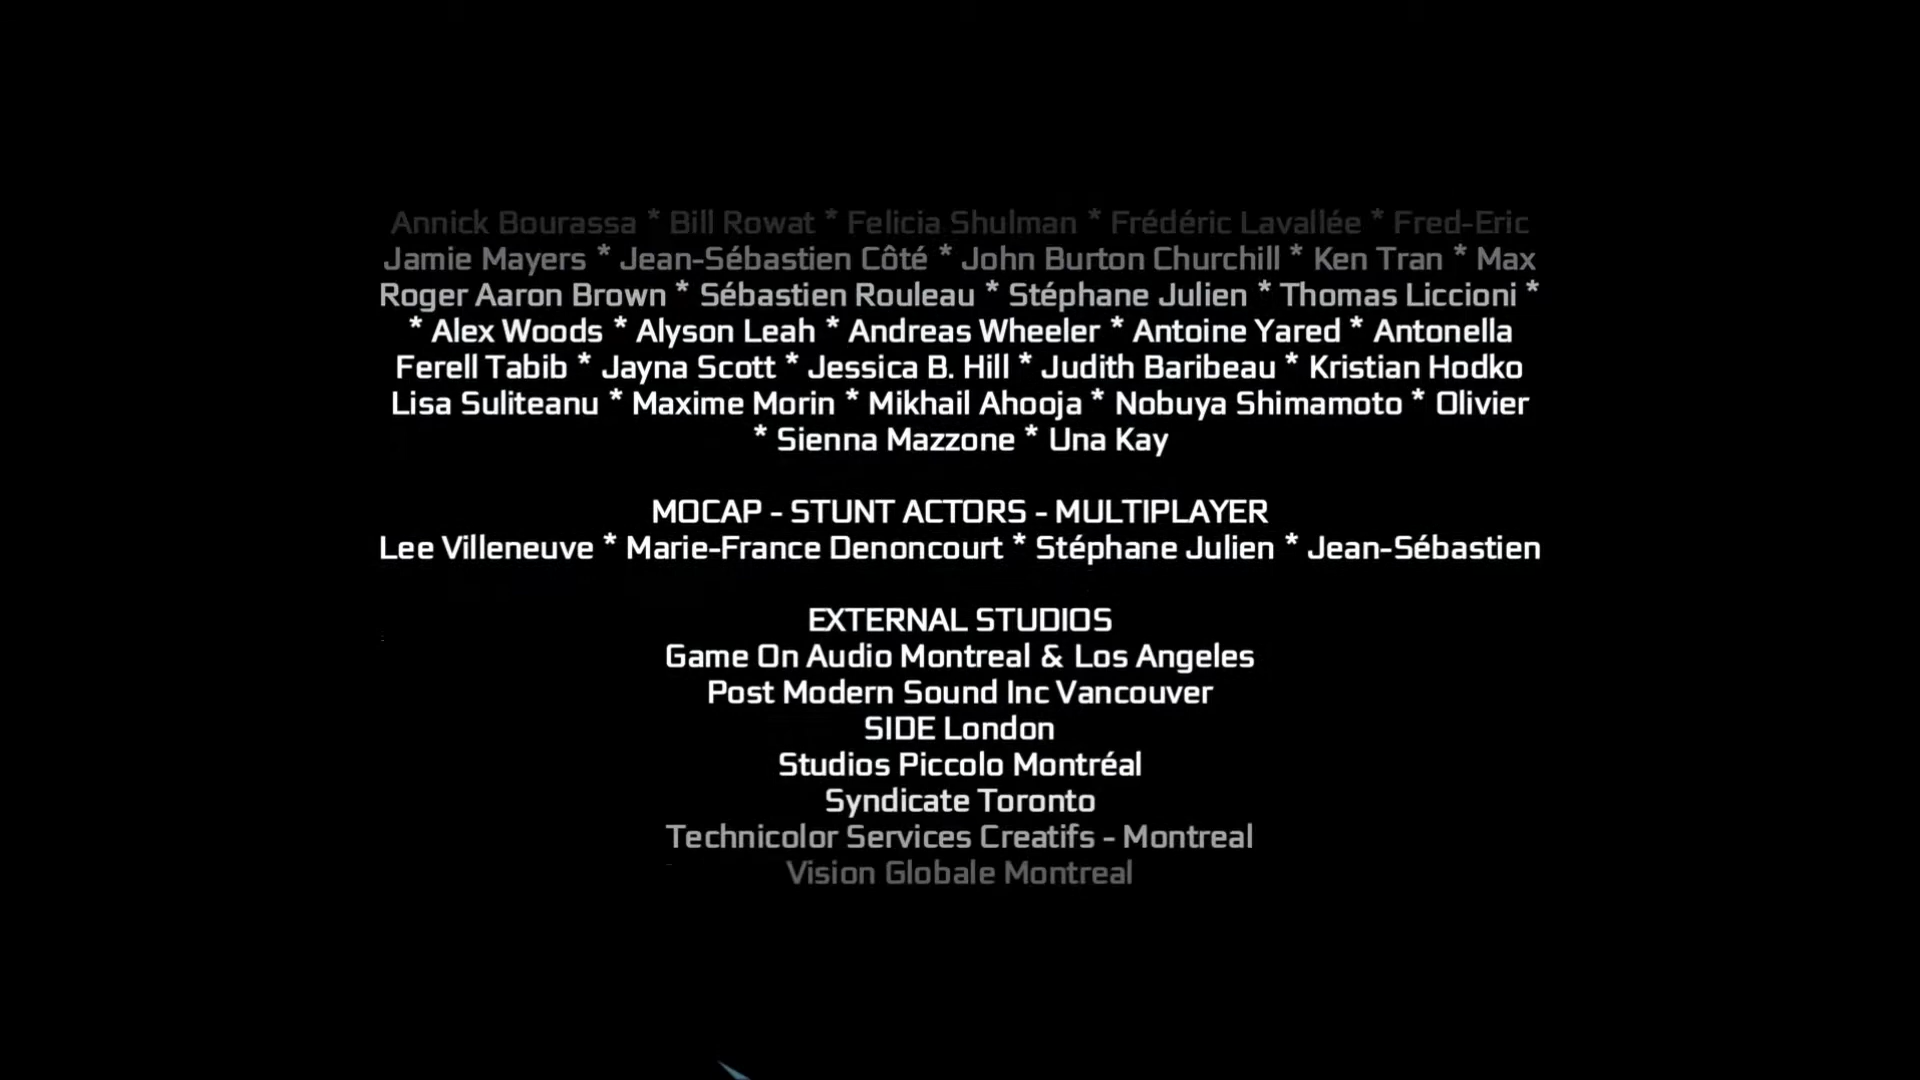 Annick Bourassa * Bill Rowat * Felicia Shulman * Frédéric Lavallée * Fred-Eric
Jamie Mayers * Jean-Sébastien Côté * John Burton Churchill * Ken Tran * Max
Roger Aaron Brown * Sébastien Rouleau * Stéphane Julien * Thomas Liccioni *
* Alex Woods * Alyson Leah * Andreas Wheeler * Antoine Yared * Antonella
Ferell Tabib * Jayna Scott * Jessica B. Hill * Judith Baribeau * Kristian Hodko
Lisa Suliteanu * Maxime Morin * Mikhail Ahooja * Nobuya Shimamoto * Olivier
* Sienna Mazzone * Una Kay
MOCAP - STUNT ACTORS - MULTIPLAYER
Lee Villeneuve * Marie-France Denoncourt * Stéphane Julien * Jean-Sébastien
EXTERNAL STUDIOS
Game On Audio Montreal & Los Angeles
Post Modern Sound Inc Vancouver
SIDE London
Studios Piccolo Montréal
Syndicate Toronto
Technicolor Services Creatifs - Montreal
Vision Globale Montreal